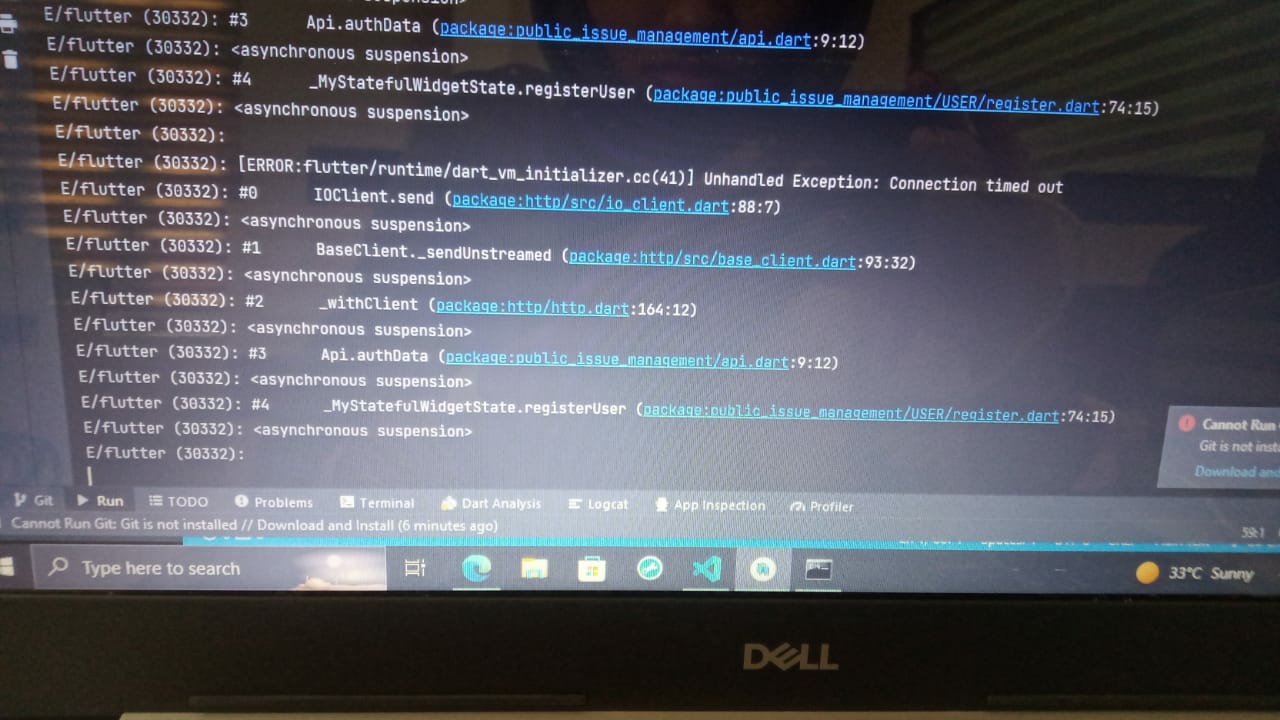 E/flutter (30332): #3      Api.authData (package:public_issue_management/api.dart:9:12)
E/flutter (30332): <asynchronous suspension>
E/flutter (30332): #4      _MyStatefulWidgetState.registerUser (package:public_issue_management/USER/register.dart:74:15)
E/flutter (30332): <asynchronous suspension>
E/flutter (30332):
E/flutter (30332): [ERROR:flutter/runtime/dart_vm_initializer.cc(41)] Unhandled Exception: Connection timed out
E/flutter (30332): #0      IOClient.send (package:http/src/io_client.dart:88:7)
E/flutter (30332): <asynchronous suspension>
E/flutter (30332): #1      BaseClient._sendUnstreamed (package:http/src/base_client.dart:93:32)
E/flutter (30332): <asynchronous suspension>
E/flutter (30332): #2      _withClient (package:http/http.dart:164:12)
E/flutter (30332): <asynchronous suspension>
E/flutter (30332): #3      Api.authData (package:public_issue_management/api.dart:9:12)
E/flutter (30332): <asynchronous suspension>
E/flutter (30332): #4      _MyStatefulWidgetState.registerUser (package:public_issue_management/USER/register.dart:74:15)
E/flutter (30332): <asynchronous suspension>
E/flutter (30332):
Cannot Run
Git is not
Download
Git Run TODO Problems Terminal Dart Analysis Logcat App Inspection Profiler
Cannot Run Git: Git is not installed // Download and Install (6 minutes ago)
59:1
Type here to search
33°C Sunny
DELL